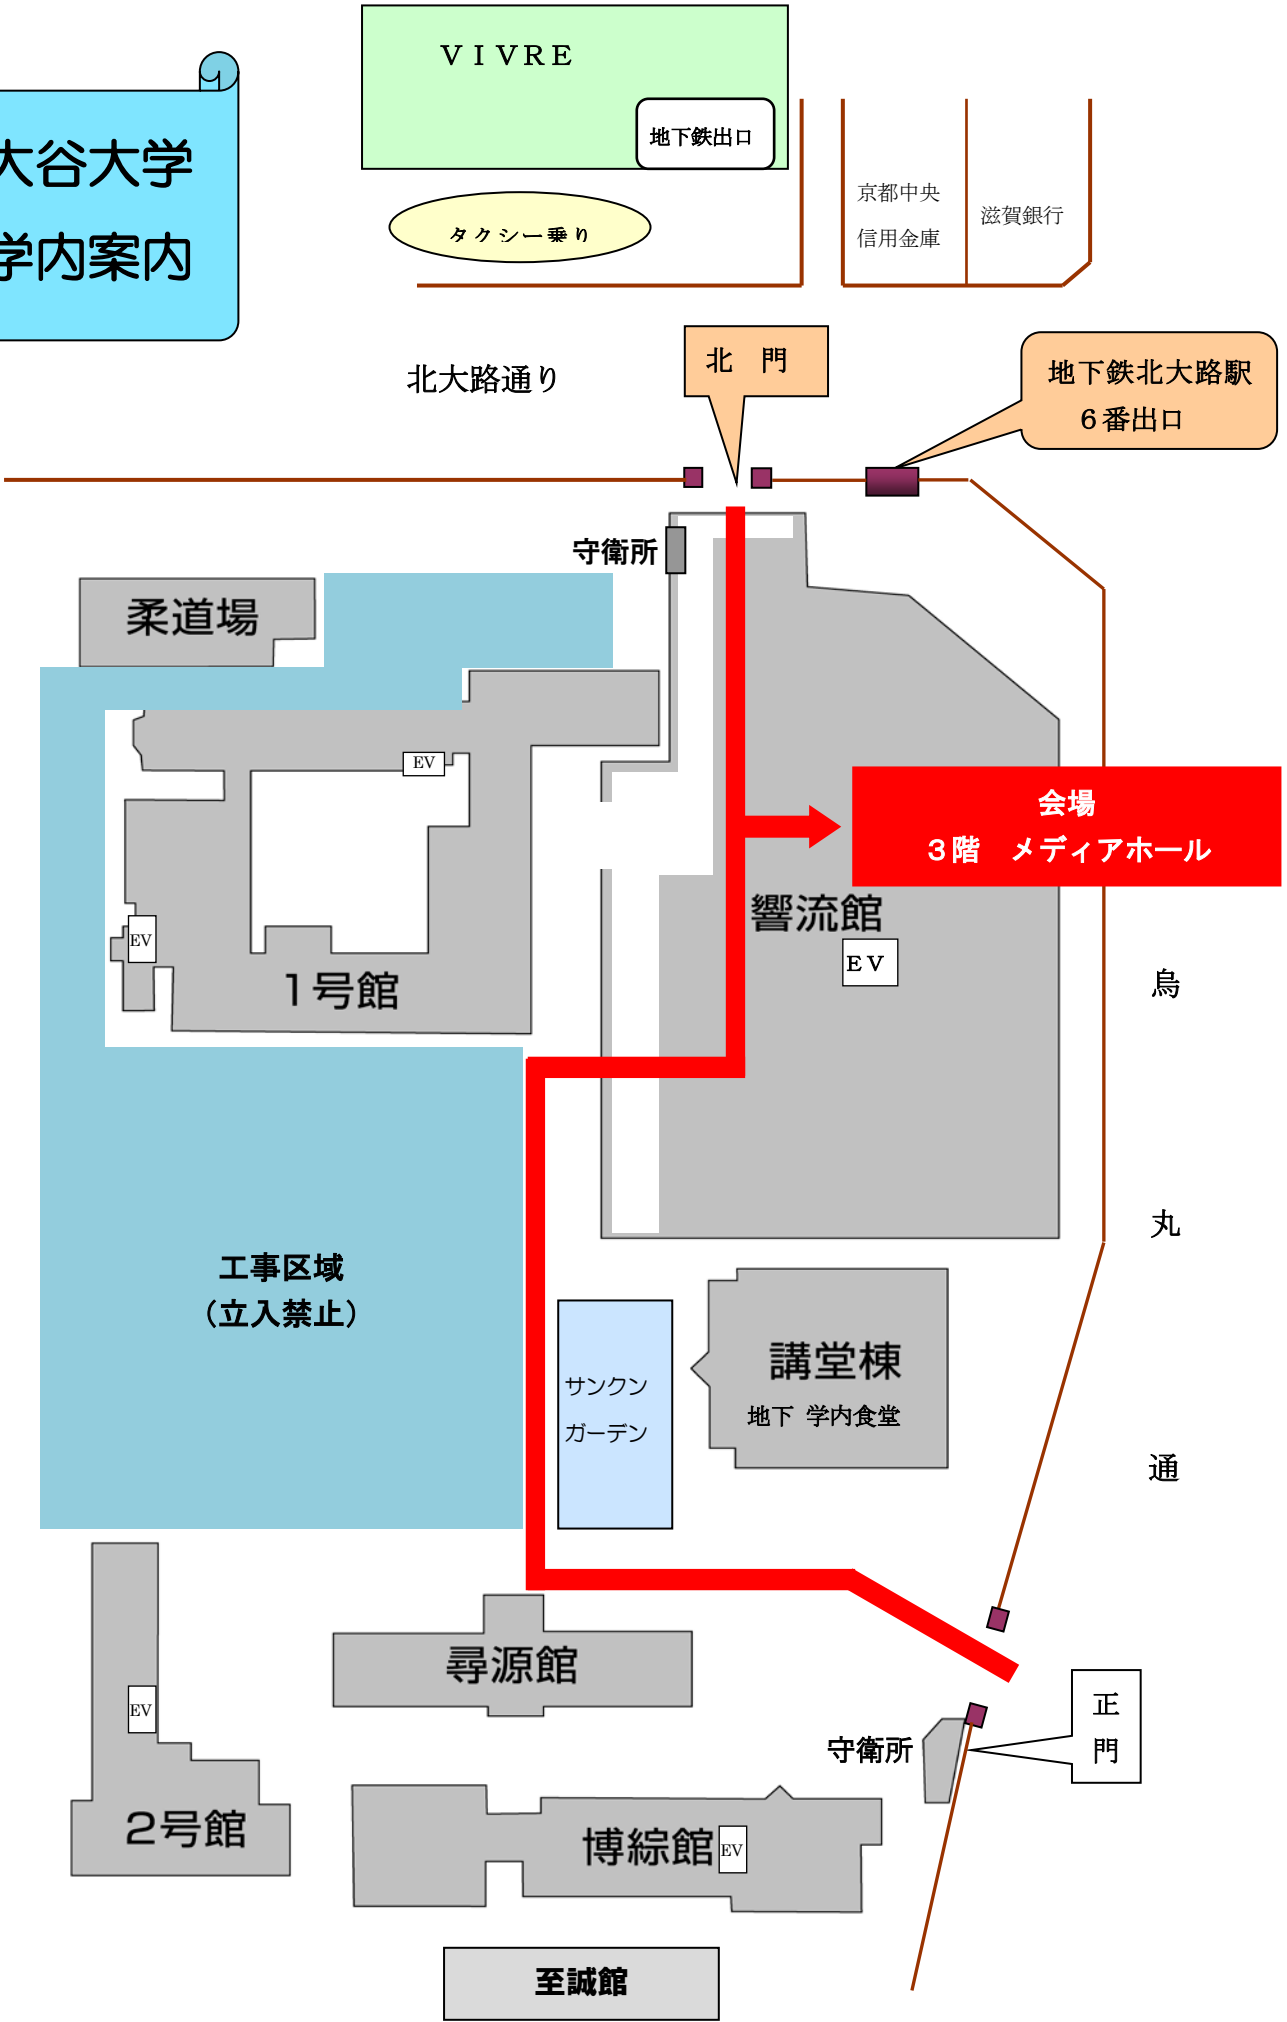 ＶＩＶＲＥ
地下鉄出口
大谷大学
学内案内
タクシー乗り
京都中央
信用金庫
滋賀銀行
北大路通り
北　門
地下鉄北大路駅
６番出口
守衛所
柔道場
EV
会場
３階　メディアホール
響流館
ＥＶ
EV
1号館
烏
丸
通
工事区域
（立入禁止）
サンクン
ガーデン
講堂棟
地下 学内食堂
尋源館
EV
正
門
守衛所
2号館
博綜館
EV
至誠館